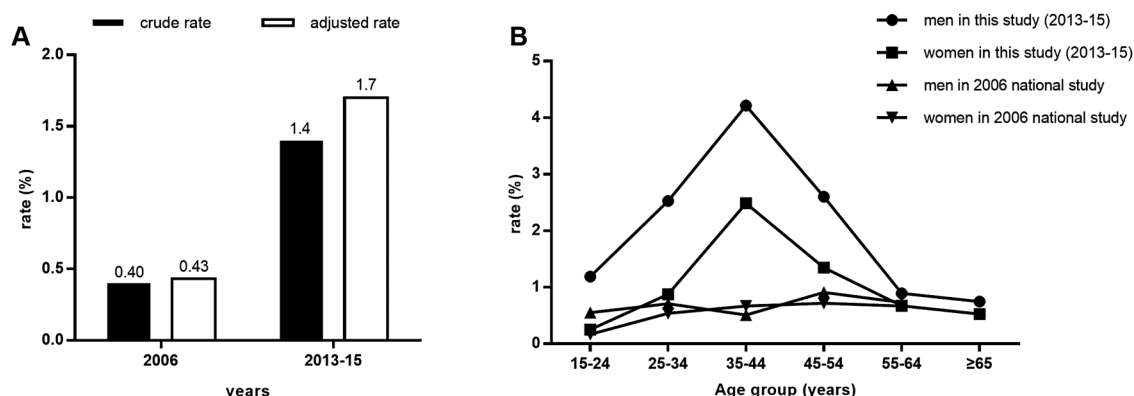 A
crude rate
adjusted rate
rate (%)
2.0
1.5
1.0
0.5
0.0
0.40
0.43
1.4
1.7
2006
2013-15
years
B
men in this study (2013-15)
women in this study (2013-15)
men in 2006 national study
women in 2006 national study
rate (%)
5
4
3
2
1
0
15-24
25-34
35-44
45-54
55-64
≥65
Age group (years)